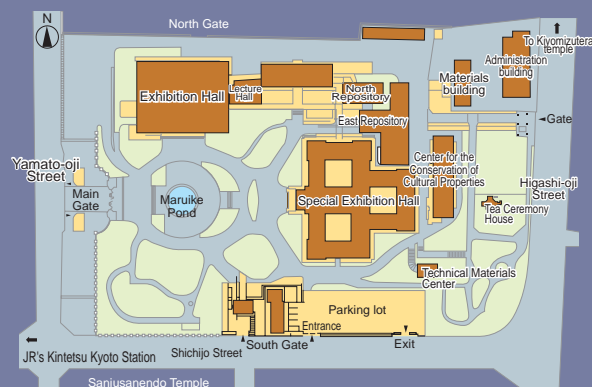 N
North Gate
To Kiyomizutera
temple
Administration
building
Lecture
Hall
Exhibition Hall
North
Repository
Materials
building
East Repository
Gate
Center for the
Conservation of
Cultural Properties
Yamato-oji
Street
Main
Gate
Maruike
Pond
Special Exhibition Hall
Higashi-oji
Street
Tea Ceremony
House
Technical Materials
Center
Parking lot
Entrance
South Gate
Exit
Shichijo Street
JR's Kintetsu Kyoto Station
Sanjusanendo Temple